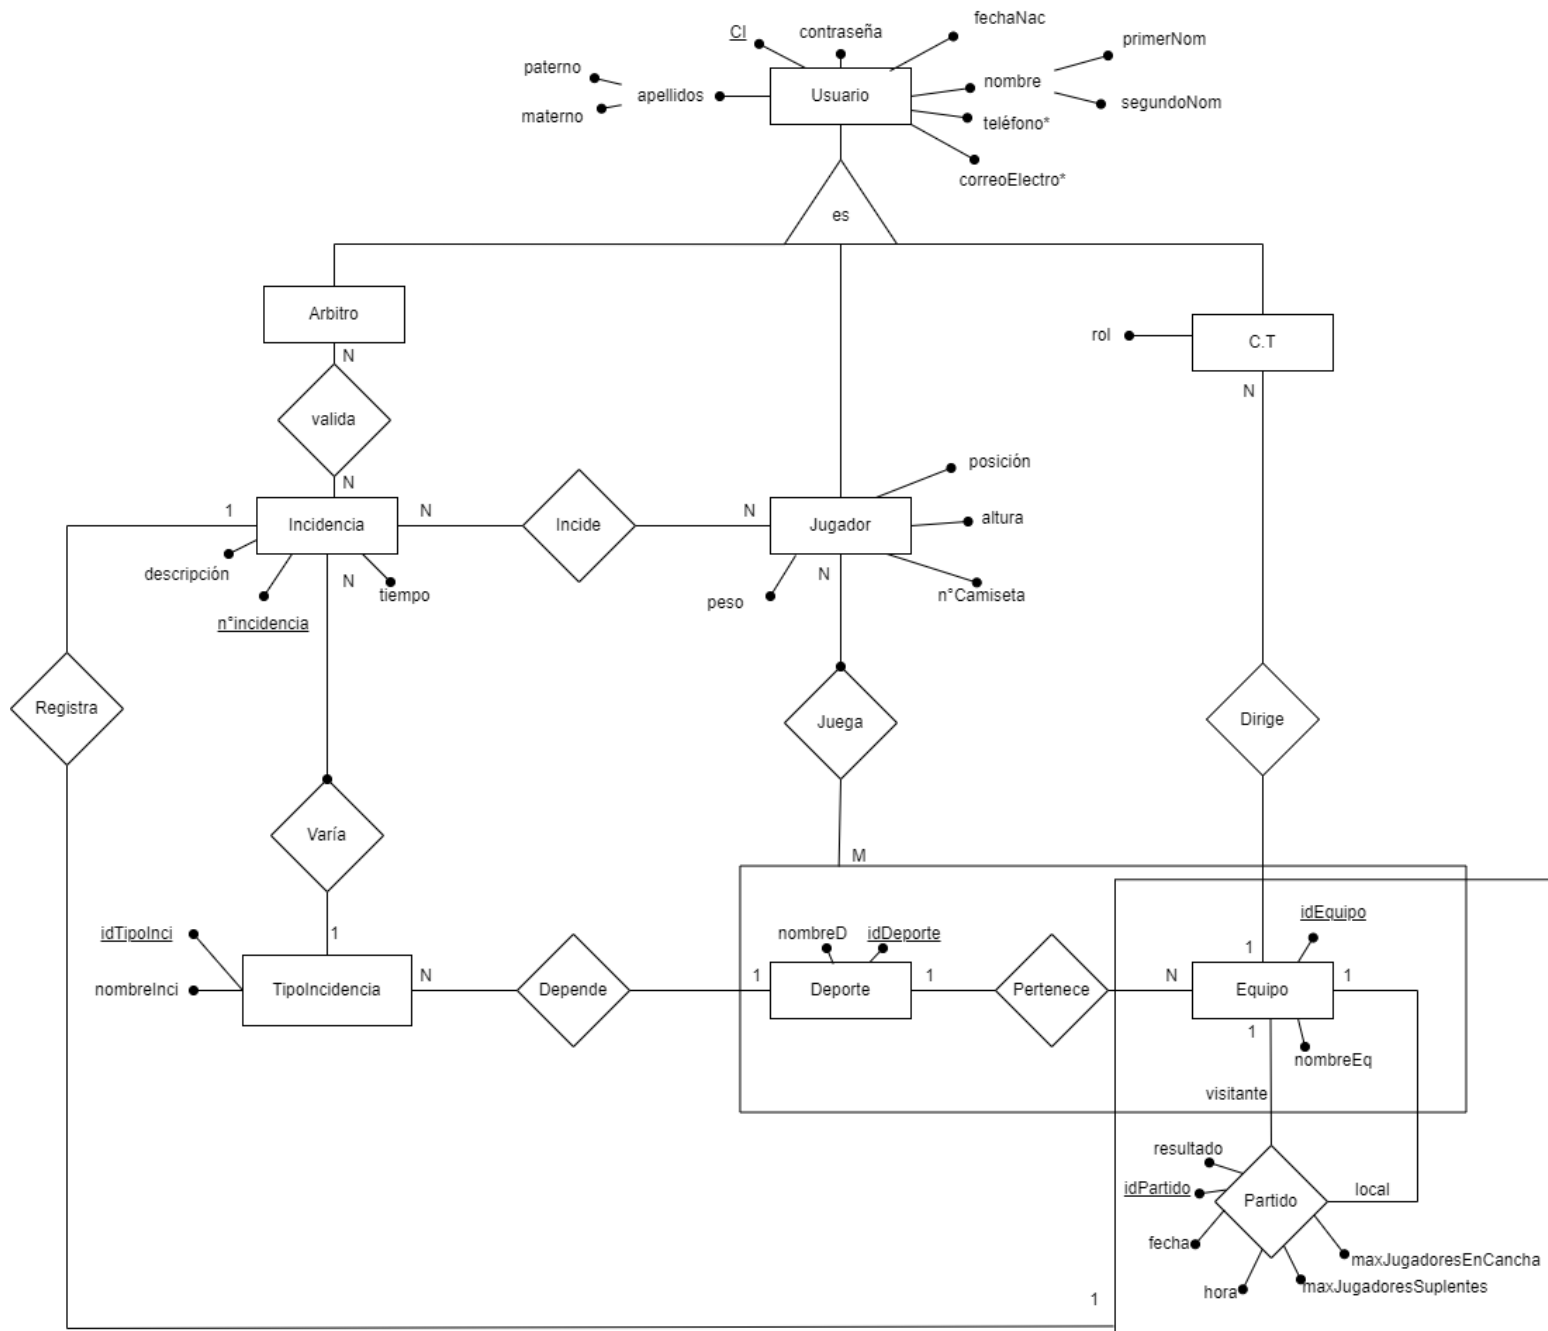 fechaNac
CI
contraseña
primerNom
paterno
nombre
apellidos
Usuario
segundoNom
materno
teléfono*
correoElectro*
es
Arbitro
rol
C.T
N
N
valida
posición
N
1
Incidencia
N
Incide
N
Jugador
altura
descripción
N
tiempo
N
n°Camiseta
peso
n°incidencia
Registra
Juega
Dirige
Varía
M
idTipoInci
1
nombreD
idDeporte
idEquipo
1
nombreInci
TipoIncidencia
N
Depende
1
Deporte
1
Pertenece
N
Equipo
1
1
nombreEq
visitante
resultado
idPartido
Partido
local
fecha
maxJugadoresEnCancha
hora
maxJugadoresSuplentes
1